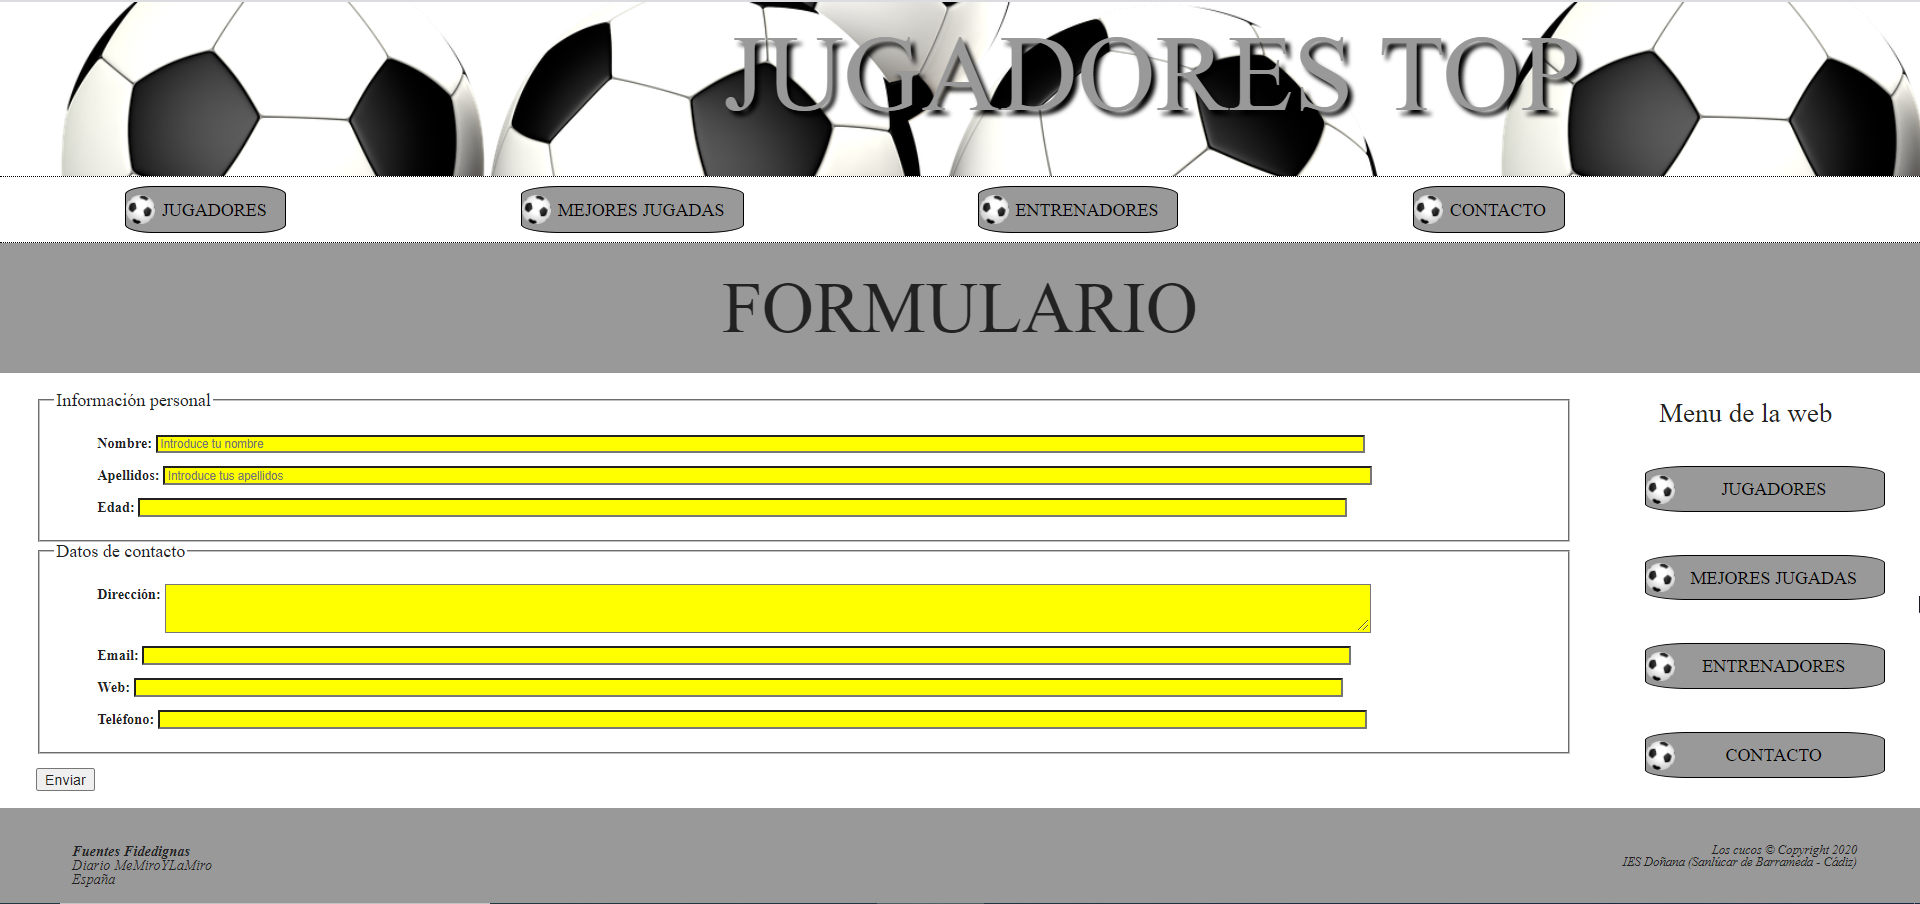 JUGADORES TOP
JUGADORES
MEJORES JUGADAS
ENTRENADORES
CONTACTO
FORMULARIO
Información personal
Nombre: Introduce tu nombre
Apellidos: Introduce tus apellidos
Edad:
Datos de contacto
Dirección:
Email:
Web:
Teléfono:
Enviar
Menu de la web
JUGADORES
MEJORES JUGADAS
ENTRENADORES
CONTACTO
Fuentes Fidedignas
Diario MeMiroYLaMiro
España
Los cucos © Copyright 2020
IES Doñana (Sanlúcar de Barrameda - Cádiz)